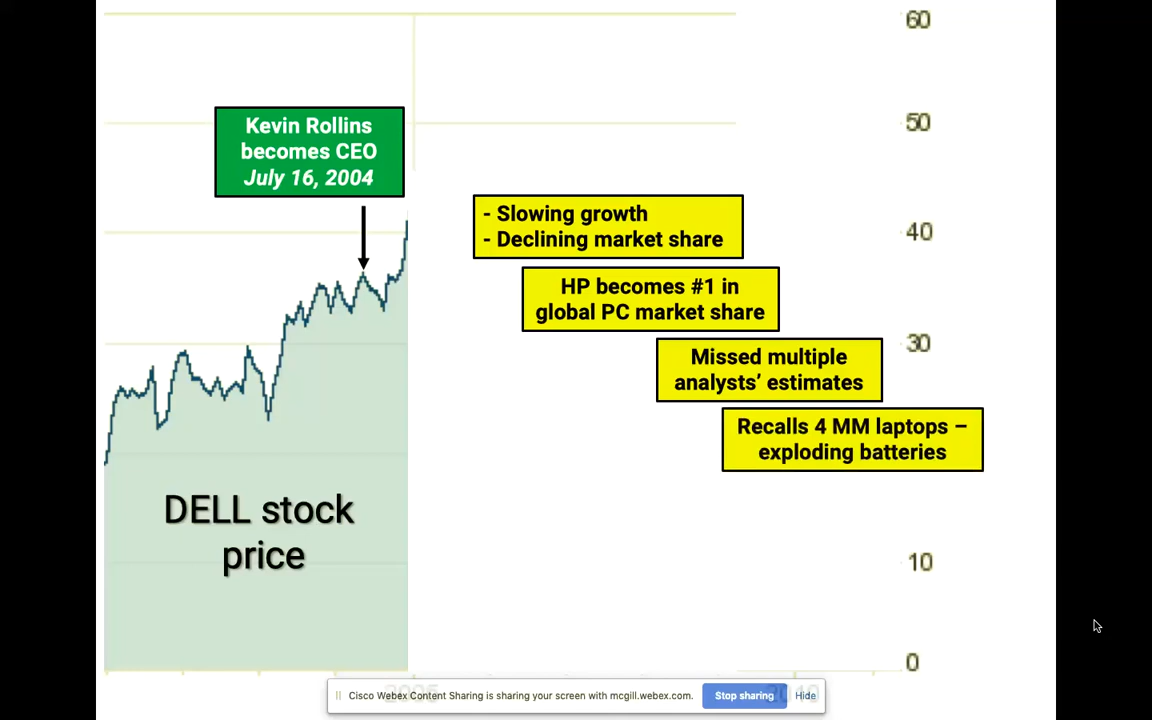 60
Kevin Rollins
becomes CEO
July 16, 2004
50
- Slowing growth
- Declining market share
40
HP becomes #1 in
global PC market share
30
Missed multiple
analysts’ estimates
Recalls 4 MM laptops –
exploding batteries
DELL stock
price
10
0
Cisco Webex Content Sharing is sharing your screen with mcgill.webex.com.
Stop sharing
Hide